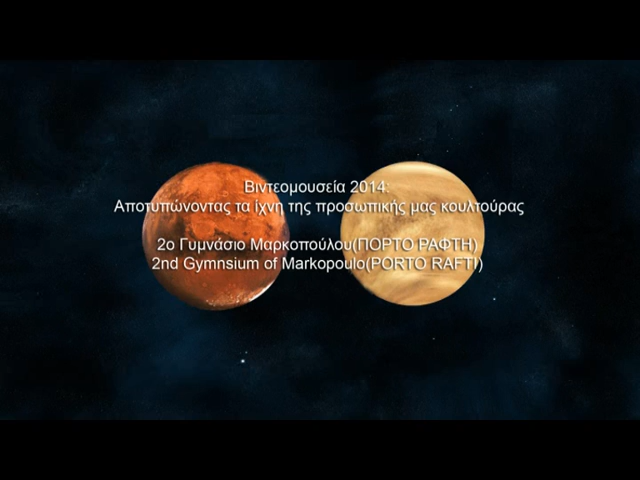 Βιντεομουσεία 2014:
Αποτυπώνοντας τα ίχνη της προσωπικής μας κουλτούρας
2ο Γυμνάσιο Μαρκοπούλου(ΠΟΡΤΟ ΡΑΦΤΗ)
2nd Gymnsium of Markopoulo(PORTO RAFTI)